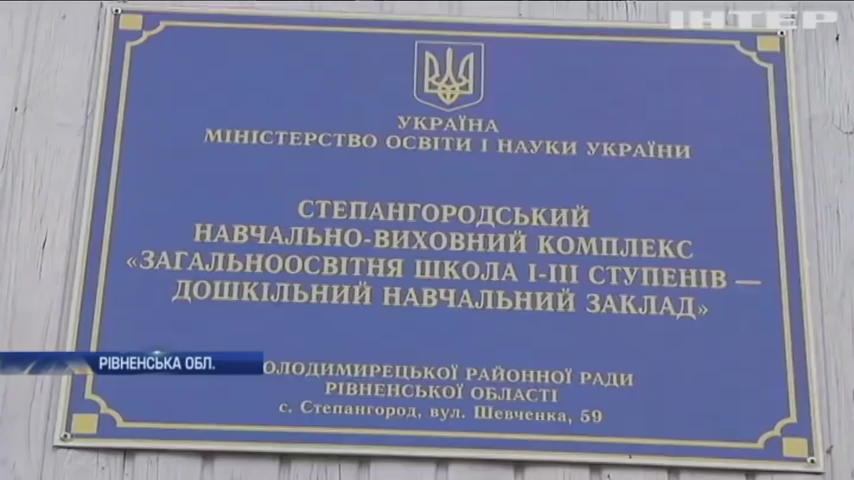 ІНТЕР
УКРАЇНА
МІНІСТЕРСТВО ОСВІТИ І НАУКИ УКРАЇНИ
СТЕПАНГОРОДСЬКИЙ
НАВЧАЛЬНО-ВИХОВНИЙ КОМПЛЕКС
«ЗАГАЛЬНООСВІТНЯ ШКОЛА І-ІІІ СТУПЕНІВ —
ДОШКІЛЬНИЙ НАВЧАЛЬНИЙ ЗАКЛАД»
РІВНЕНСЬКА ОБЛ.
ОЛОДИМИРЕЦЬКОЇ РАЙОННОЇ РАДИ
РІВНЕНСЬКОЇ ОБЛАСТІ
с. Степангород, вул. Шевченка, 59